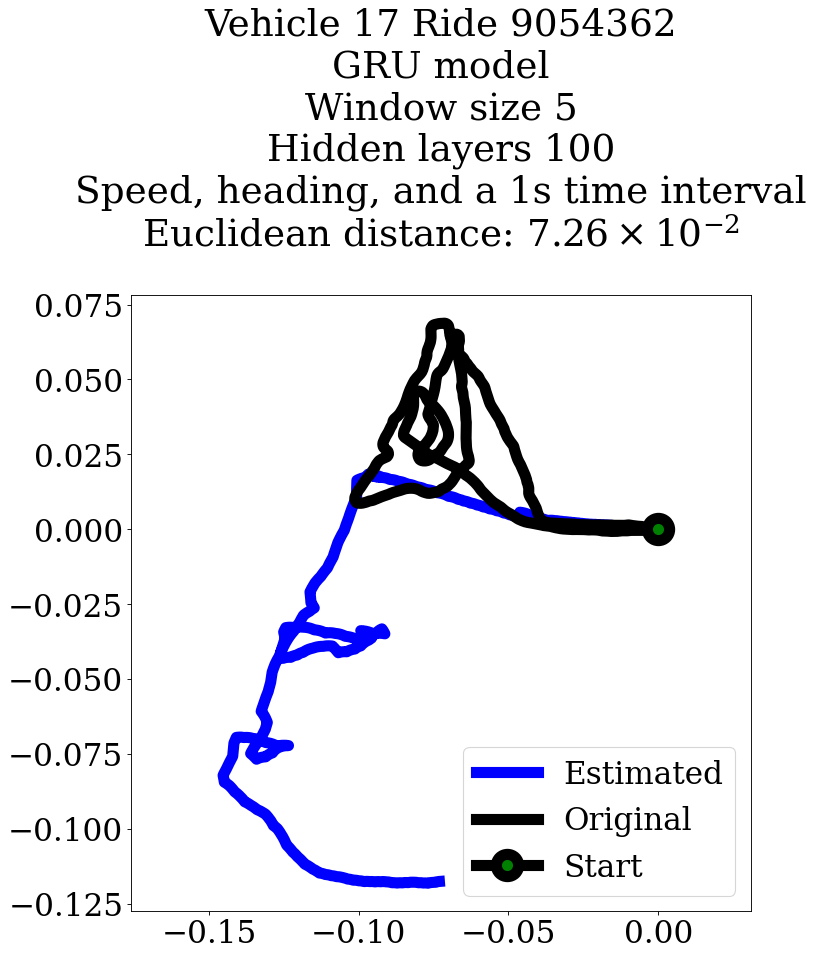 Vehicle 17 Ride 9054362
GRU model
Window size 5
Hidden layers 100
Speed, heading, and a 1s time interval
Euclidean distance: 7.26 × 10⁻²
0.075
0.050
0.025
0.000
−0.025
−0.050
−0.075
−0.100
−0.125
Estimated
Original
Start
−0.15
−0.10
−0.05
0.00